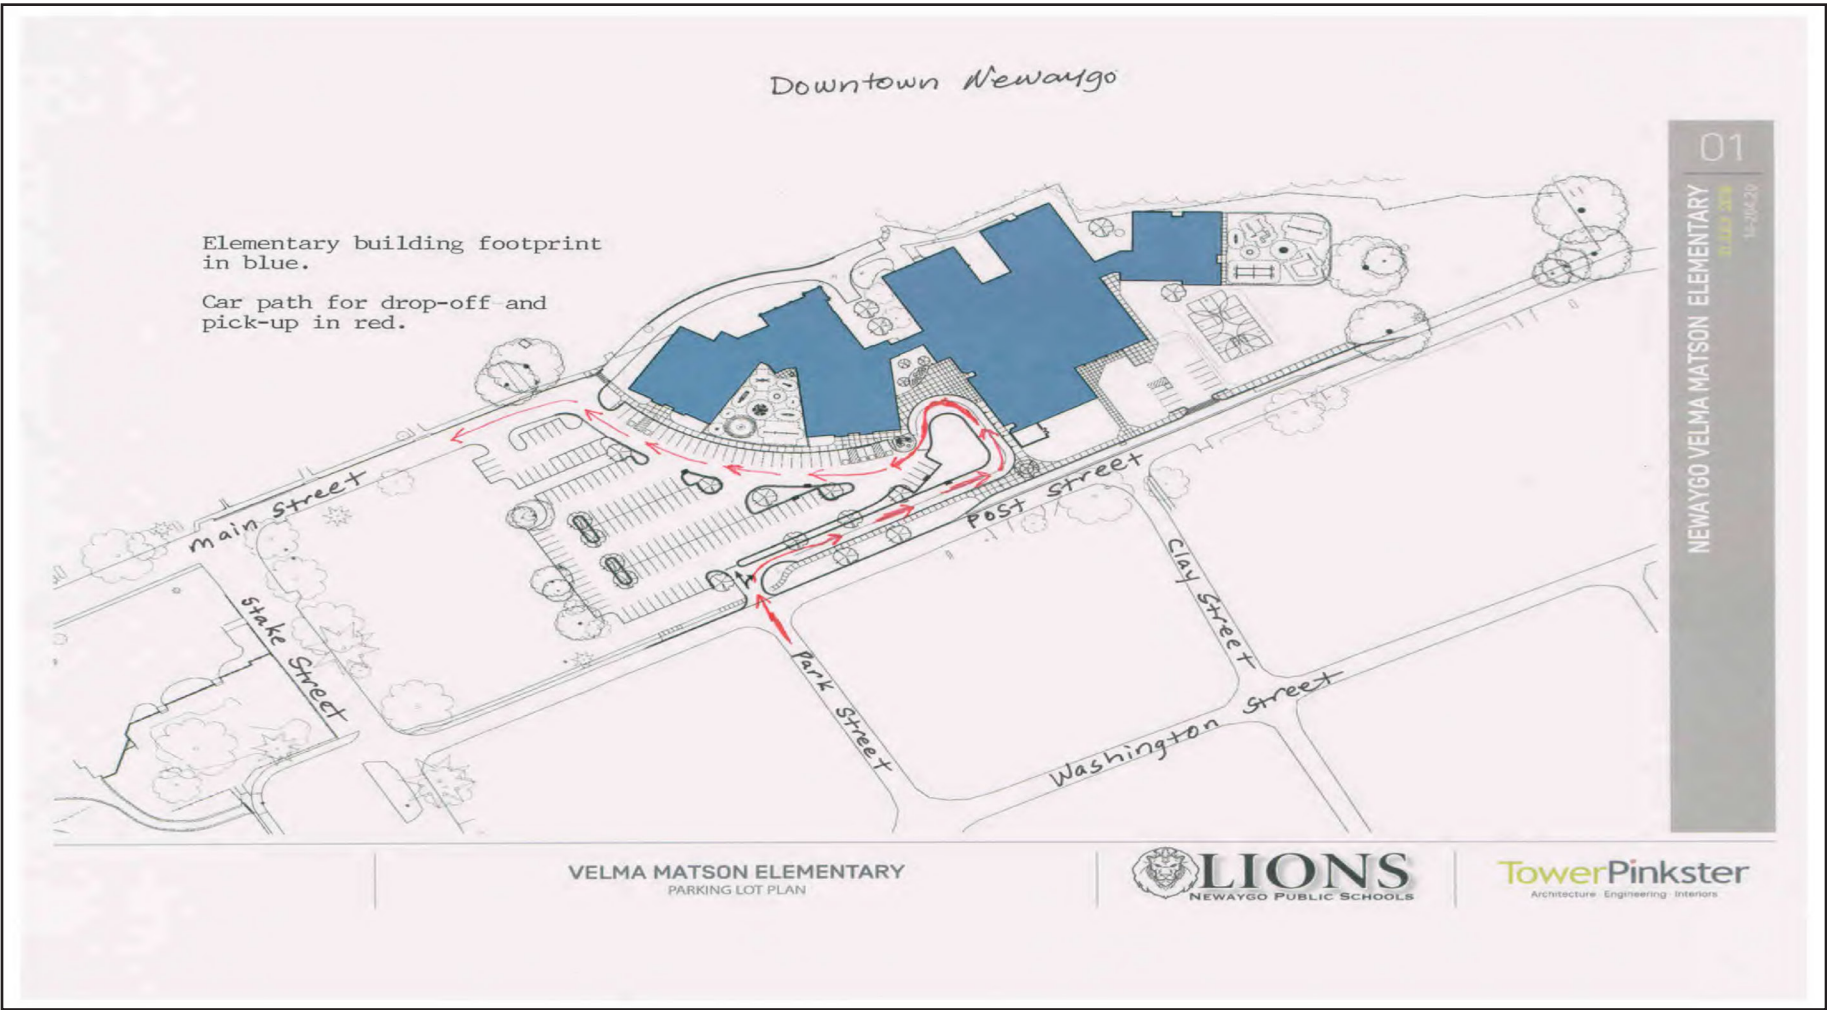 Downtown Newaygo
Elementary building footprint
in blue.
Car path for drop-off and
pick-up in red.
Main Street
Stake Street
Post Street
Clay Street
Park Street
Washington Street
01
NEWAYGO VELMA MATSON ELEMENTARY
VELMA MATSON ELEMENTARY
PARKING LOT PLAN
LIONS
NEWAYGO PUBLIC SCHOOLS
TowerPinkster
Architecture · Engineering · Interiors